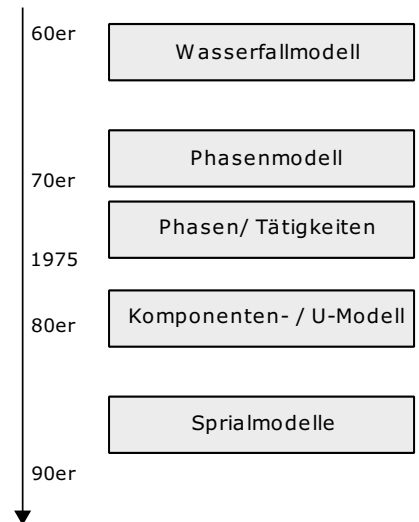 60er
Wasserfallmodell
Phasenmodell
70er
Phasen/ Tätigkeiten
1975
Komponenten- / U-Modell
80er
Sprialmodelle
90er